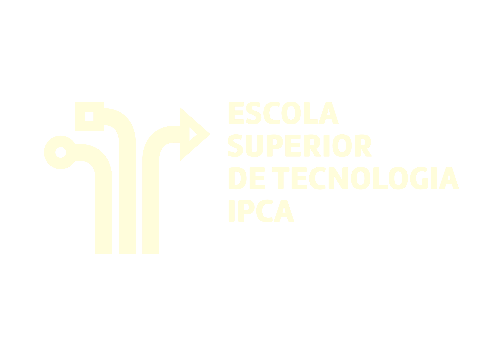 ESCOLA
SUPERIOR
DE TECNOLOGIA
IPCA